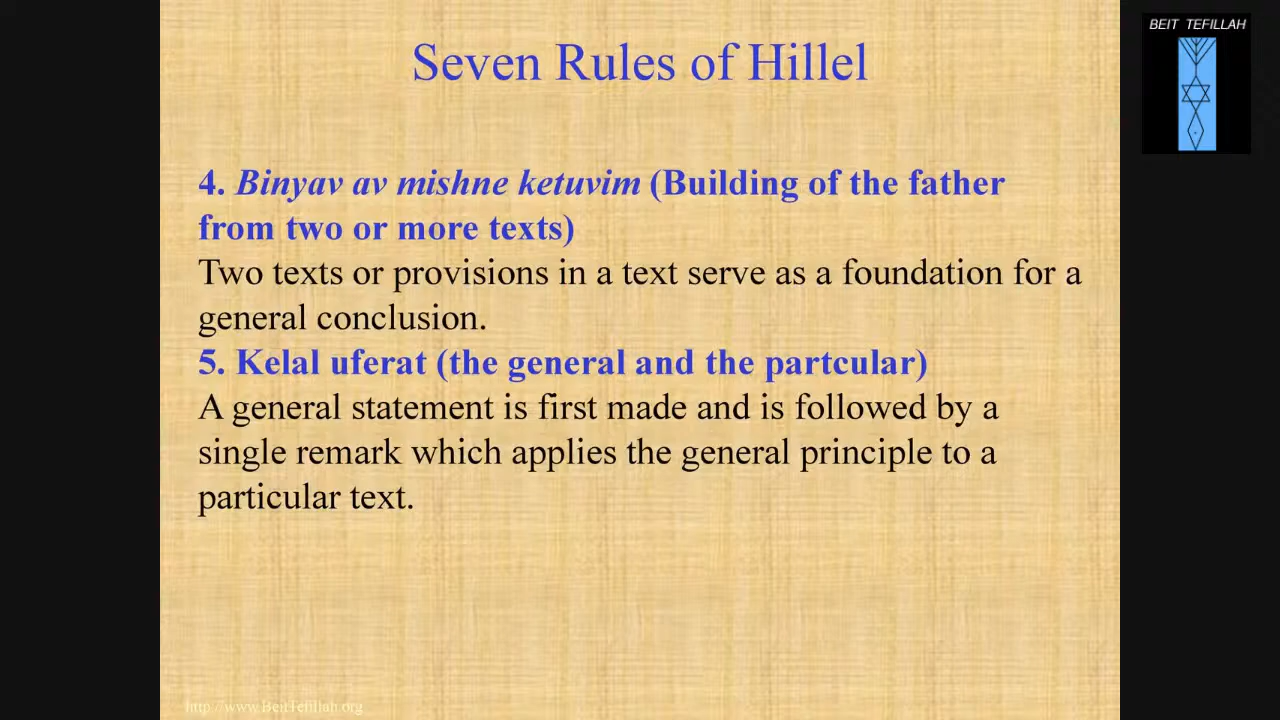 Seven Rules of Hillel
BEIT TEFILLAH
4. Binyav av mishne ketuvim (Building of the father
from two or more texts)
Two texts or provisions in a text serve as a foundation for a
general conclusion.
5. Kelal uferat (the general and the partcular)
A general statement is first made and is followed by a
single remark which applies the general principle to a
particular text.
http://www.BeitTefillah.org